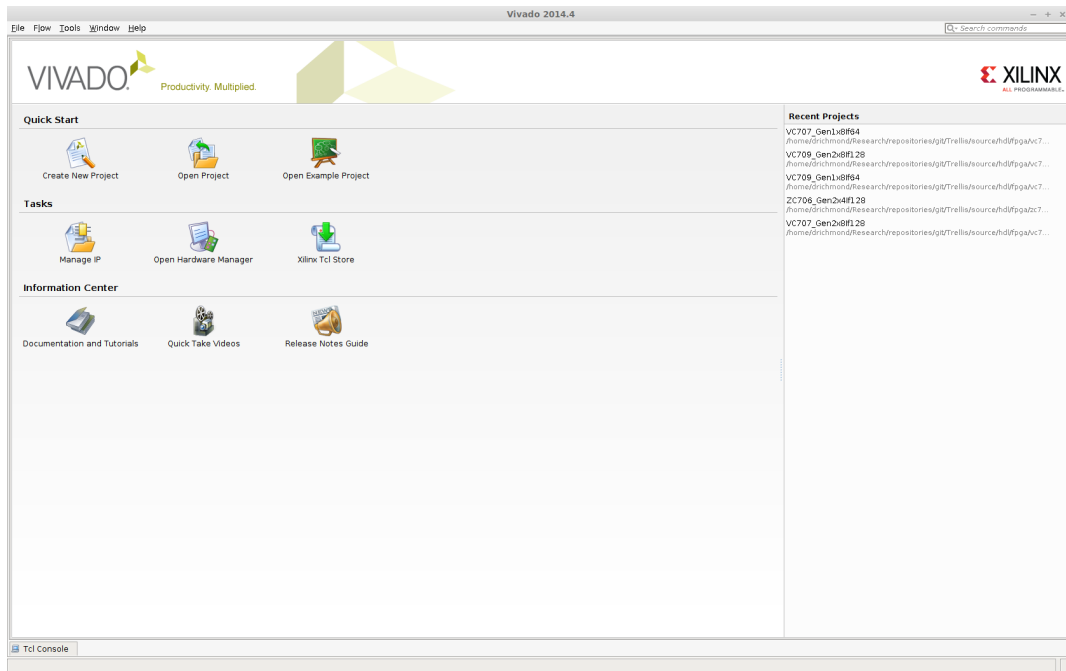 Vivado 2014.4
File Flow Tools Window Help
Search commands
VIVADO. Productivity. Multiplied.
XILINX
ALL PROGRAMMABLE.
Quick Start
Create New Project
Open Project
Open Example Project
Tasks
Manage IP
Open Hardware Manager
Xilinx Tcl Store
Information Center
Documentation and Tutorials
Quick Take Videos
Release Notes Guide
Recent Projects
VC707_Gen1x8If64
/home/drichmond/Research/repositories/git/Trellis/source/hdl/fpga/vc7...
VC709_Gen2x8If128
/home/drichmond/Research/repositories/git/Trellis/source/hdl/fpga/vc7...
VC709_Gen1x8If64
/home/drichmond/Research/repositories/git/Trellis/source/hdl/fpga/vc7...
ZC706_Gen2x4If128
/home/drichmond/Research/repositories/git/Trellis/source/hdl/fpga/zc7...
VC707_Gen2x8If128
/home/drichmond/Research/repositories/git/Trellis/source/hdl/fpga/vc7...
Tcl Console